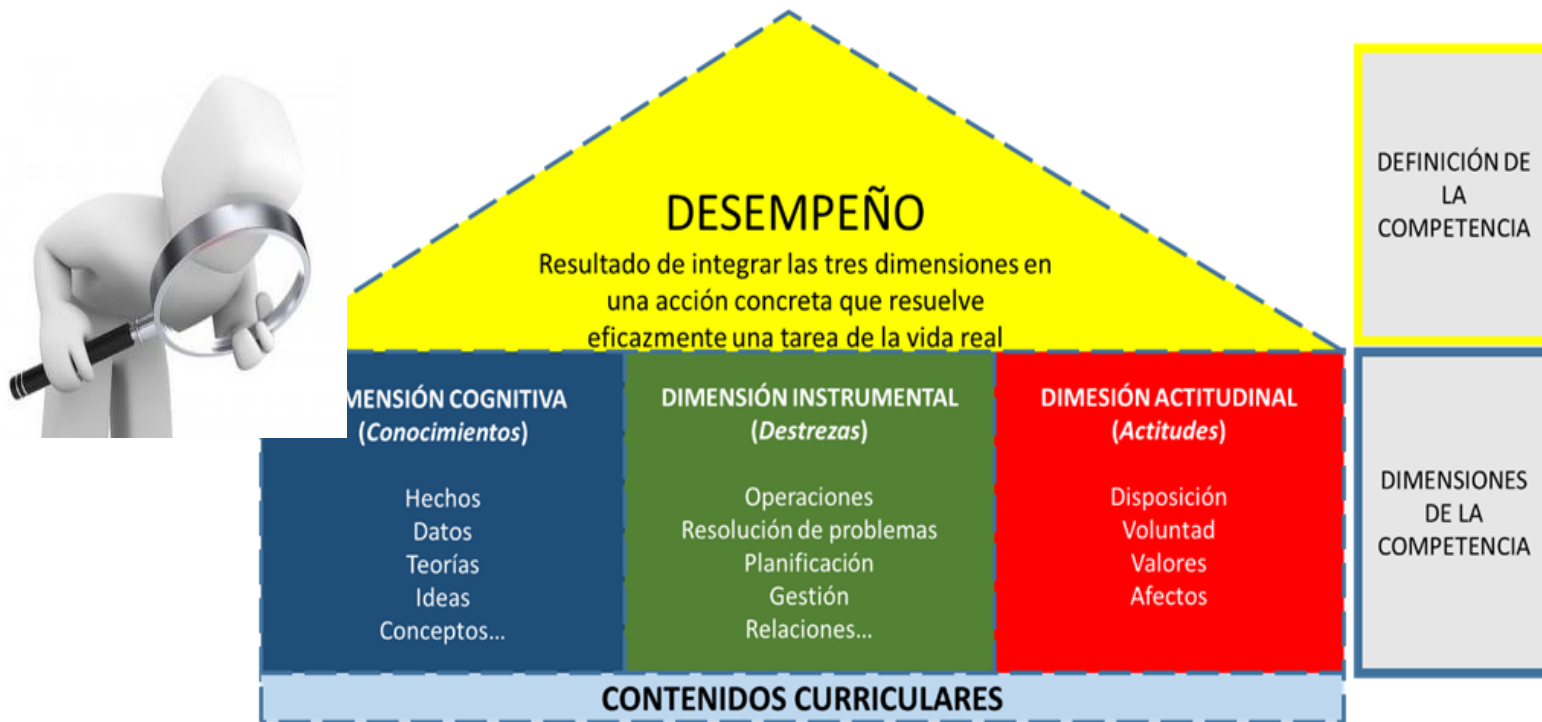 DESEMPEÑO
Resultado de integrar las tres dimensiones en
una acción concreta que resuelve
eficazmente una tarea de la vida real
MENSIÓN COGNITIVA
(Conocimientos)
Hechos
Datos
Teorías
Ideas
Conceptos...
DIMENSIÓN INSTRUMENTAL
(Destrezas)
Operaciones
Resolución de problemas
Planificación
Gestión
Relaciones...
DIMESIÓN ACTITUDINAL
(Actitudes)
Disposición
Voluntad
Valores
Afectos
CONTENIDOS CURRICULARES
DEFINICIÓN DE
LA
COMPETENCIA
DIMENSIONES
DE LA
COMPETENCIA